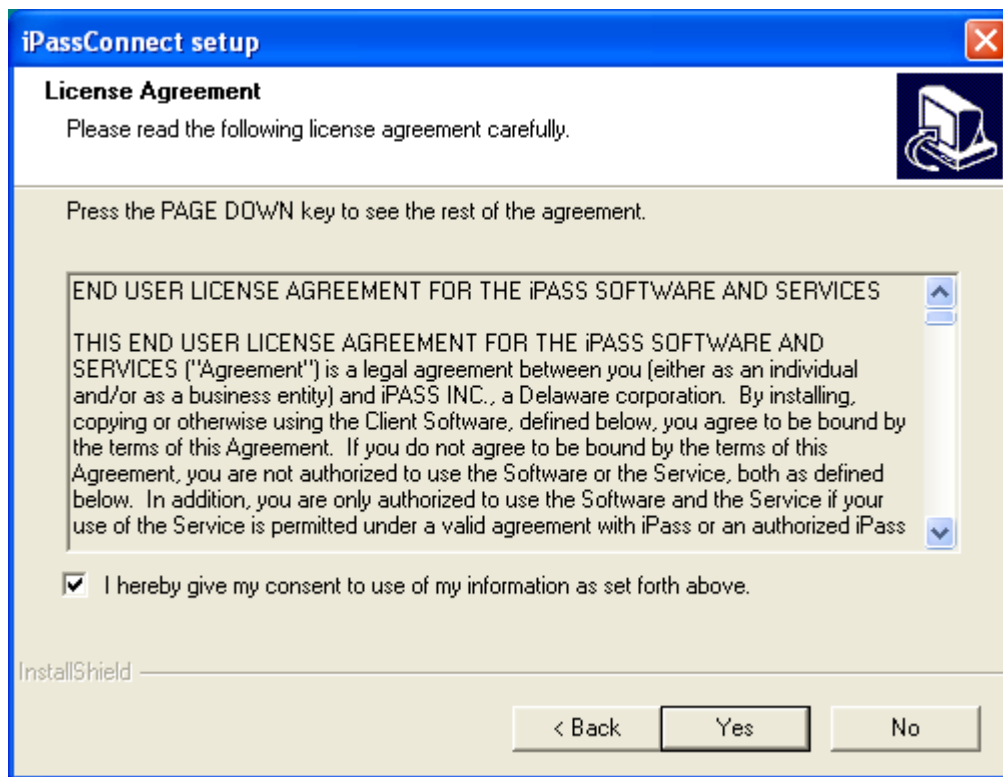 iPassConnect setup
License Agreement
Please read the following license agreement carefully.
Press the PAGE DOWN key to see the rest of the agreement.
END USER LICENSE AGREEMENT FOR THE iPASS SOFTWARE AND SERVICES
THIS END USER LICENSE AGREEMENT FOR THE iPASS SOFTWARE AND
SERVICES ("Agreement") is a legal agreement between you (either as an individual
and/or as a business entity) and iPASS INC., a Delaware corporation.  By installing,
copying or otherwise using the Client Software, defined below, you agree to be bound by
the terms of this Agreement.  If you do not agree to be bound by the terms of this
Agreement, you are not authorized to use the Software or the Service, both as defined
below.  In addition, you are only authorized to use the Software and the Service if your
use of the Service is permitted under a valid agreement with iPass or an authorized iPass
I hereby give my consent to use of my information as set forth above.
InstallShield
< Back
Yes
No